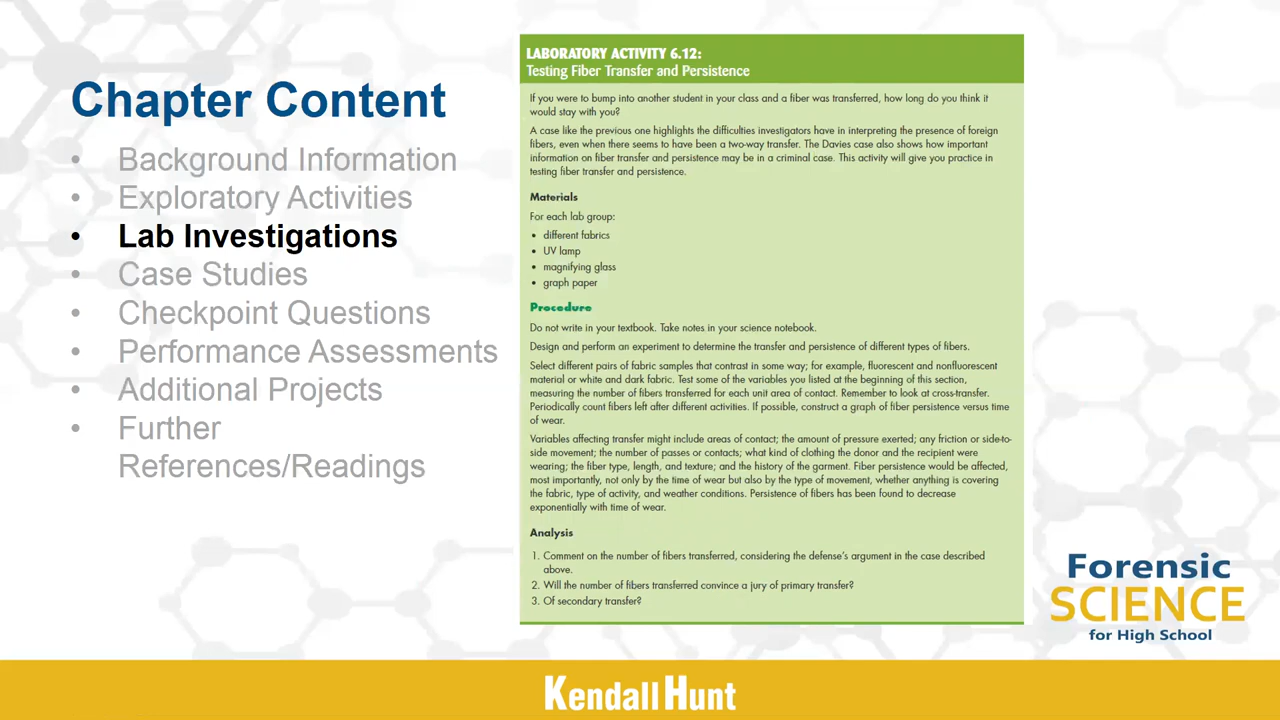 Chapter Content
• Background Information
• Exploratory Activities
• Lab Investigations
• Case Studies
• Checkpoint Questions
• Performance Assessments
• Additional Projects
• Further
References/Readings
LABORATORY ACTIVITY 6.12:
Testing Fiber Transfer and Persistence
If you were to bump into another student in your class and a fiber was transferred, how long do you think it
would stay with you?
A case like the previous one highlights the difficulties investigators have in interpreting the presence of foreign
fibers, even when there seems to have been a two-way transfer. The Davies case also shows how important
information on fiber transfer and persistence may be in a criminal case. This activity will give you practice in
testing fiber transfer and persistence.
Materials
For each lab group:
• different fabrics
• UV lamp
• magnifying glass
• graph paper
Procedure
Do not write in your textbook. Take notes in your science notebook.
Design and perform an experiment to determine the transfer and persistence of different types of fibers.
Select different pairs of fabric samples that contrast in some way; for example, fluorescent and nonfluorescent
material or white and dark fabric. Test some of the variables you listed at the beginning of this section,
measuring the number of fibers transferred for each unit area of contact. Remember to look at cross-transfer.
Periodically count fibers left after different activities. If possible, construct a graph of fiber persistence versus time
of wear.
Variables affecting transfer might include areas of contact; the amount of pressure exerted; any friction or side-to-
side movement; the number of passes or contacts; what kind of clothing the donor and the recipient were
wearing; the fiber type, length, and texture; and the history of the garment. Fiber persistence would be affected,
most importantly, not only by the time of wear but also by the type of movement, whether anything is covering
the fabric, type of activity, and weather conditions. Persistence of fibers has been found to decrease
exponentially with time of wear.
Analysis
1. Comment on the number of fibers transferred, considering the defense's argument in the case described
above.
2. Will the number of fibers transferred convince a jury of primary transfer?
3. Of secondary transfer?
Forensic
SCIENCE
for High School
Kendall Hunt